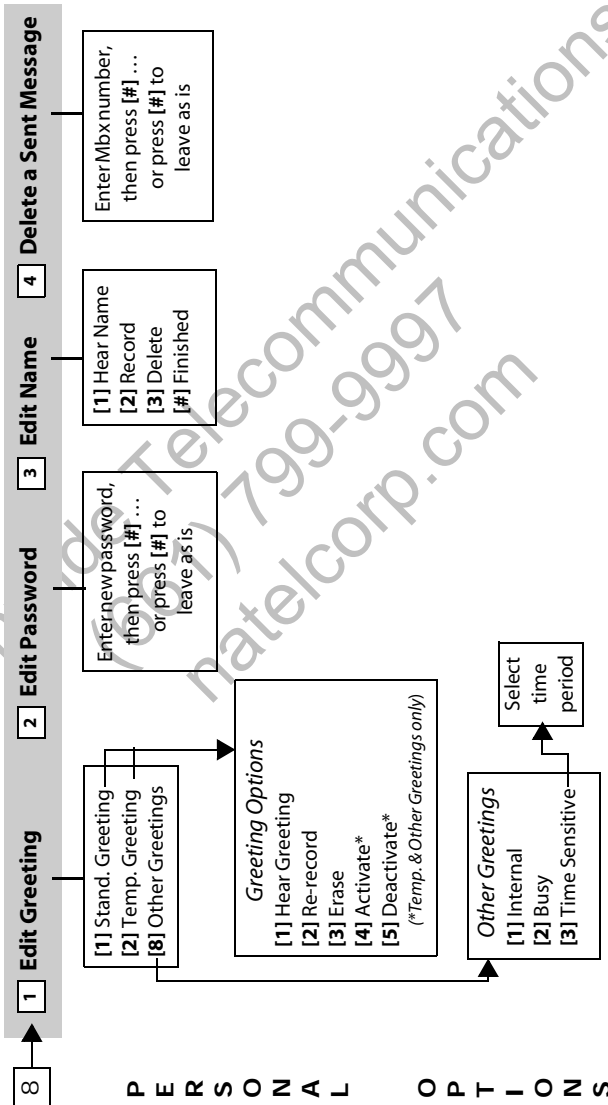 8
PERSONAL OPTIONS
1 Edit Greeting
2 Edit Password
3 Edit Name
4 Delete a Sent Message
[1] Stand. Greeting
[2] Temp. Greeting
[8] Other Greetings
Enter new password,
then press [#] ...
or press [#] to
leave as is
[1] Hear Name
[2] Record
[3] Delete
[#] Finished
Enter Mbx number,
then press [#] ...
or press [#] to
leave as is
Greeting Options
[1] Hear Greeting
[2] Re-record
[3] Erase
[4] Activate*
[5] Deactivate*
(*Temp. & Other Greetings only)
Other Greetings
[1] Internal
[2] Busy
[3] Time Sensitive
Select
time
period
Telecommunications
(661) 799-9997
natelcorp.com